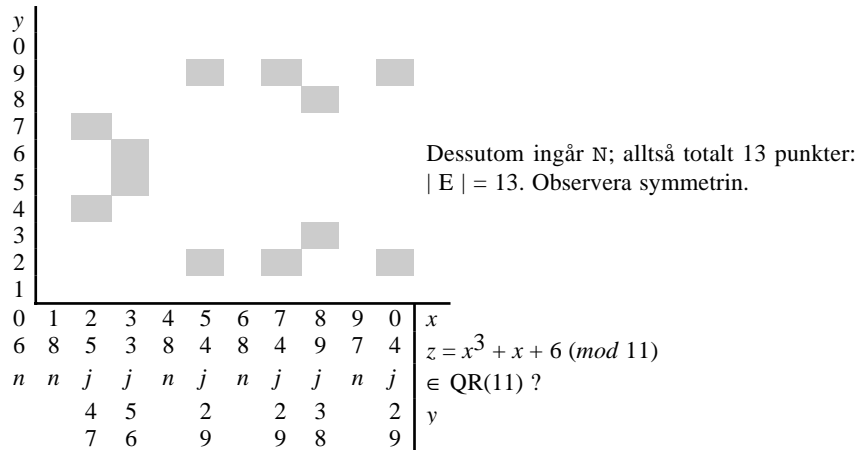 y
0
9
8
7
6
5
4
3
2
1
Dessutom ingår N; alltså totalt 13 punkter:
| E | = 13. Observera symmetrin.
0 1 2 3 4 5 6 7 8 9 0 x
6 8 5 3 8 4 8 4 9 7 4 z = x³ + x + 6 (mod 11)
n n j j n j n j j n j ∈ QR(11) ?
4 5 2 2 3 2 y
7 6 9 9 8 9